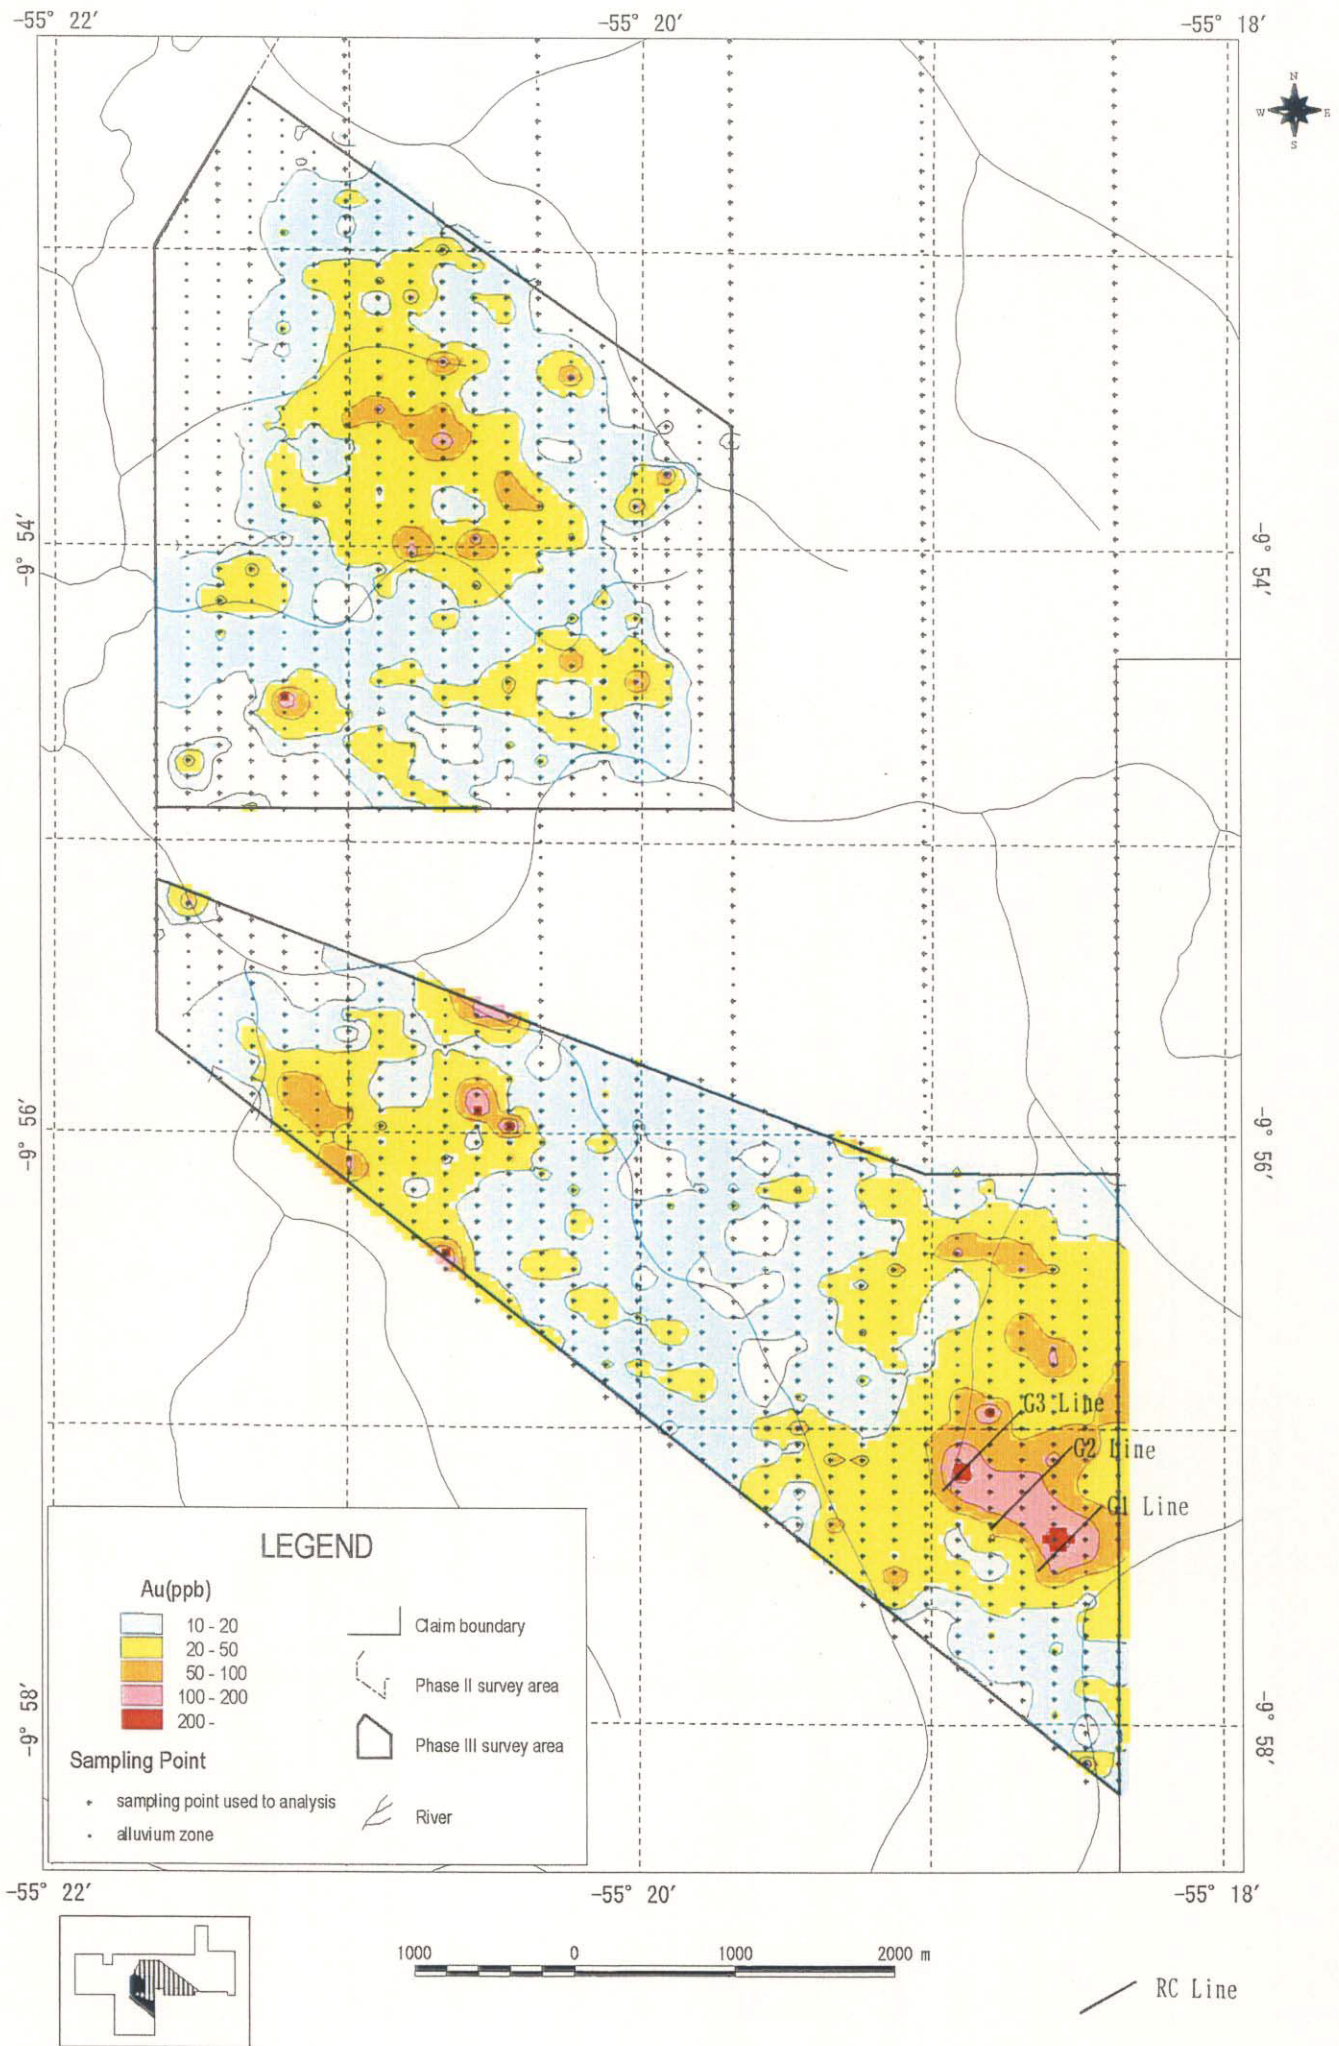 -55° 22′ -55° 20′ -55° 18′
N
W E
S
-9° 54′
-9° 54′
-9° 56′
-9° 56′
G3 Line
G2 Line
G1 Line
LEGEND
Au(ppb)
10 - 20
20 - 50
50 - 100
100 - 200
200 -
Claim boundary
Phase II survey area
Phase III survey area
River
Sampling Point
sampling point used to analysis
alluvium zone
-9° 58′
-9° 58′
-55° 22′ -55° 20′ -55° 18′
1000 0 1000 2000 m
RC Line